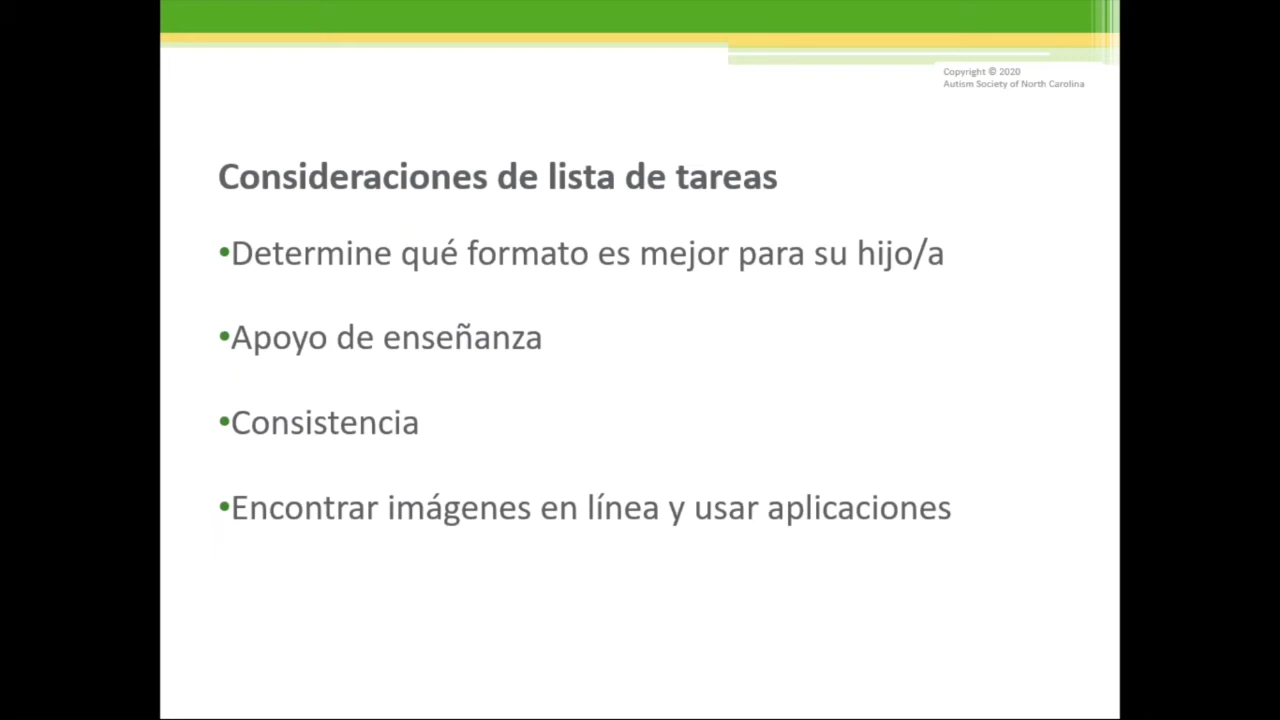 Copyright © 2020
Autism Society of North Carolina
Consideraciones de lista de tareas
•Determine qué formato es mejor para su hijo/a
•Apoyo de enseñanza
•Consistencia
•Encontrar imágenes en línea y usar aplicaciones